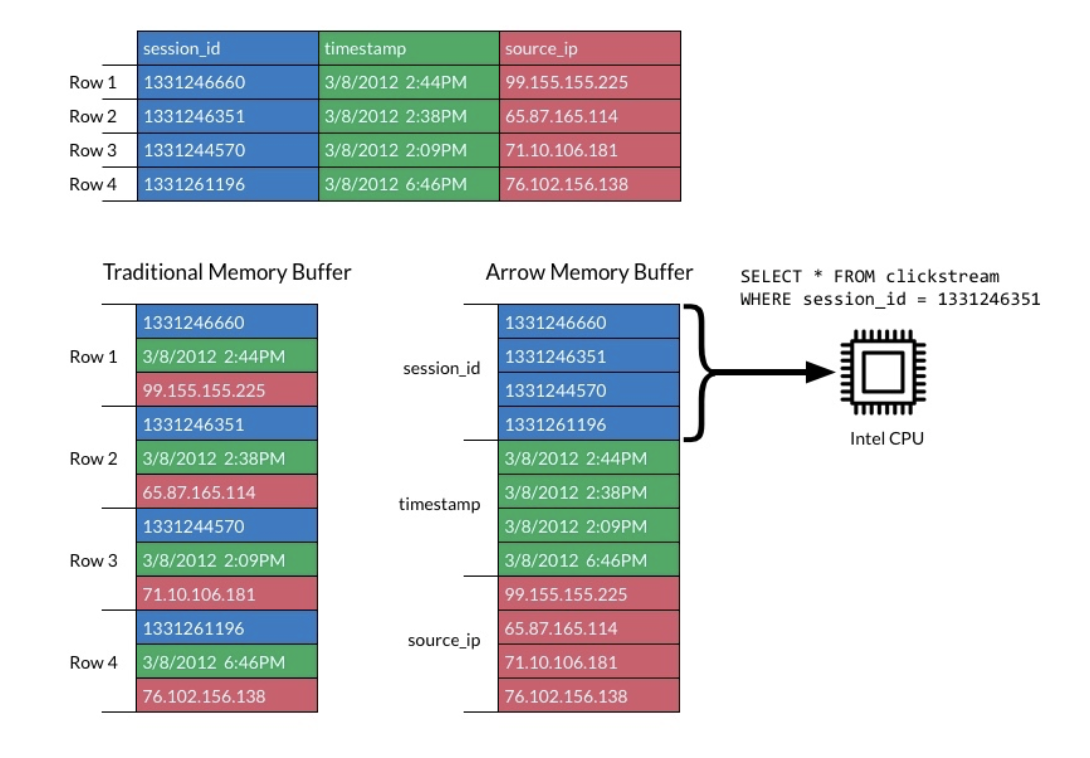 session_id timestamp source_ip
Row 1 1331246660 3/8/2012 2:44PM 99.155.155.225
Row 2 1331246351 3/8/2012 2:38PM 65.87.165.114
Row 3 1331244570 3/8/2012 2:09PM 71.10.106.181
Row 4 1331261196 3/8/2012 6:46PM 76.102.156.138
Traditional Memory Buffer
Row 1
1331246660
3/8/2012 2:44PM
99.155.155.225
Row 2
1331246351
3/8/2012 2:38PM
65.87.165.114
Row 3
1331244570
3/8/2012 2:09PM
71.10.106.181
Row 4
1331261196
3/8/2012 6:46PM
76.102.156.138
Arrow Memory Buffer
session_id
1331246660
1331246351
1331244570
1331261196
timestamp
3/8/2012 2:44PM
3/8/2012 2:38PM
3/8/2012 2:09PM
3/8/2012 6:46PM
source_ip
99.155.155.225
65.87.165.114
71.10.106.181
76.102.156.138
SELECT * FROM clickstream
WHERE session_id = 1331246351
Intel CPU